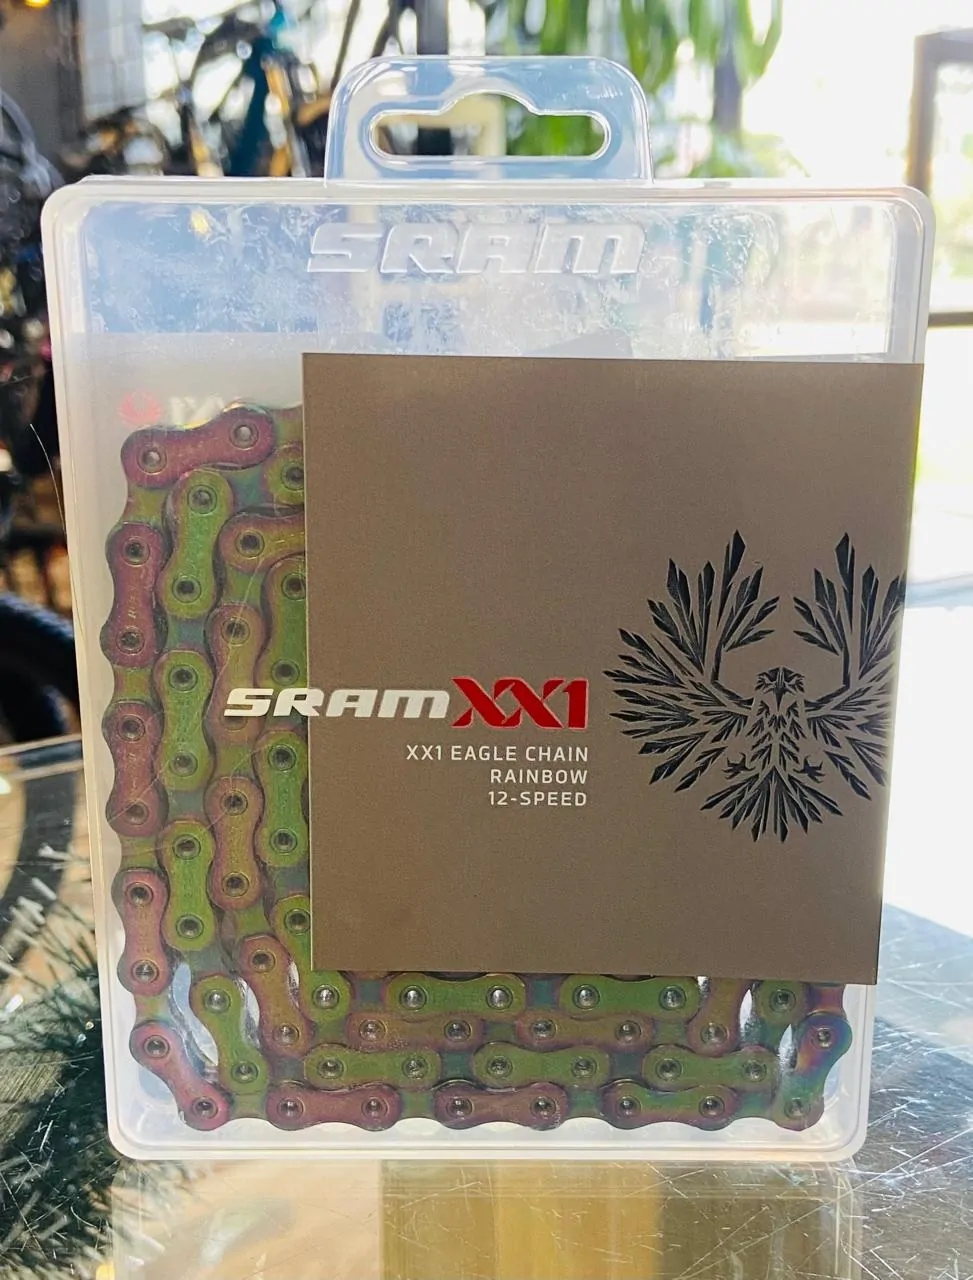 SRAM
SRAM XX1
XX1 EAGLE CHAIN
RAINBOW
12-SPEED